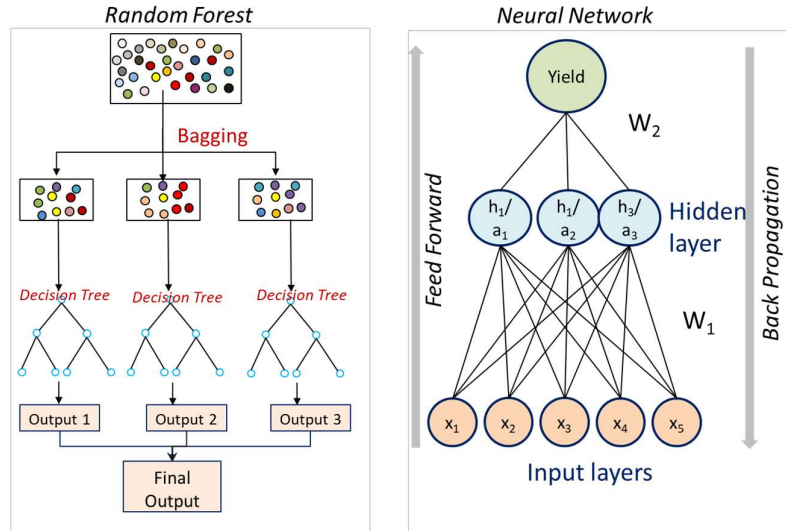 Random Forest
Bagging
Decision Tree
Decision Tree
Decision Tree
Output 1
Output 2
Output 3
Final
Output
Neural Network
Feed Forward
Back Propagation
Yield
W2
h1/
a1
h1/
a2
h3/
a3
Hidden
layer
W1
x1
x2
x3
x4
x5
Input layers